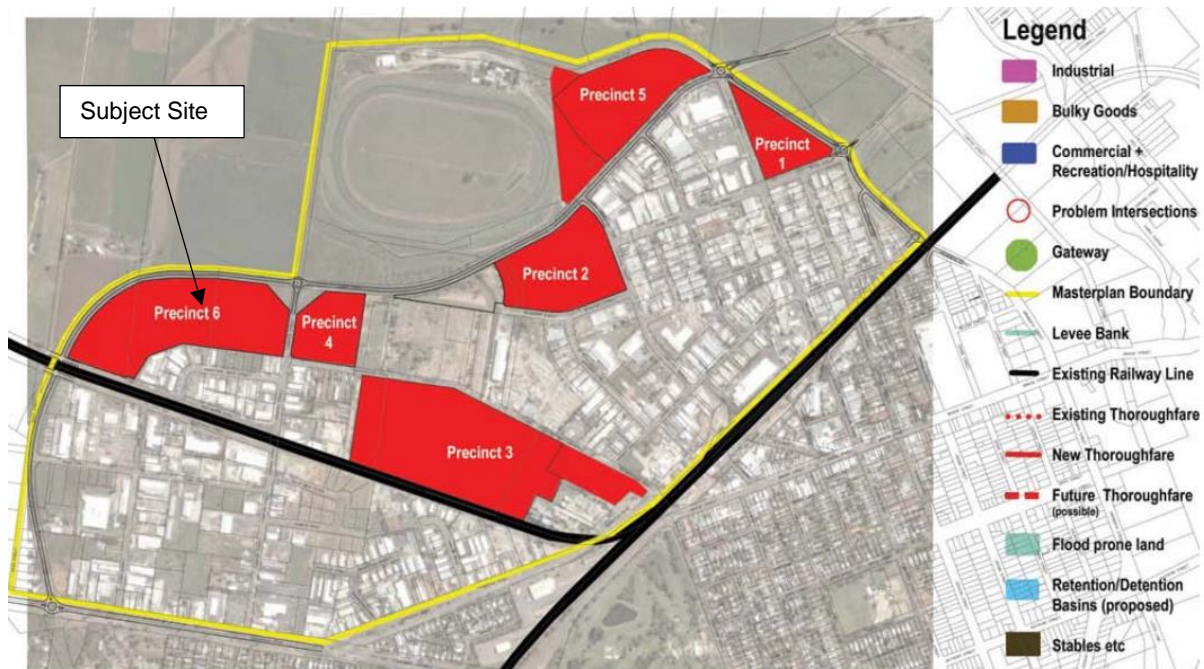 Subject Site
Precinct 5
Precinct
1
Precinct 2
Precinct 6
Precinct
4
Precinct 3
Legend
Industrial
Bulky Goods
Commercial +
Recreation/Hospitality
Problem Intersections
Gateway
Masterplan Boundary
Levee Bank
Existing Railway Line
Existing Thoroughfare
New Thoroughfare
Future Thoroughfare
(possible)
Flood prone land
Retention/Detention
Basins (proposed)
Stables etc